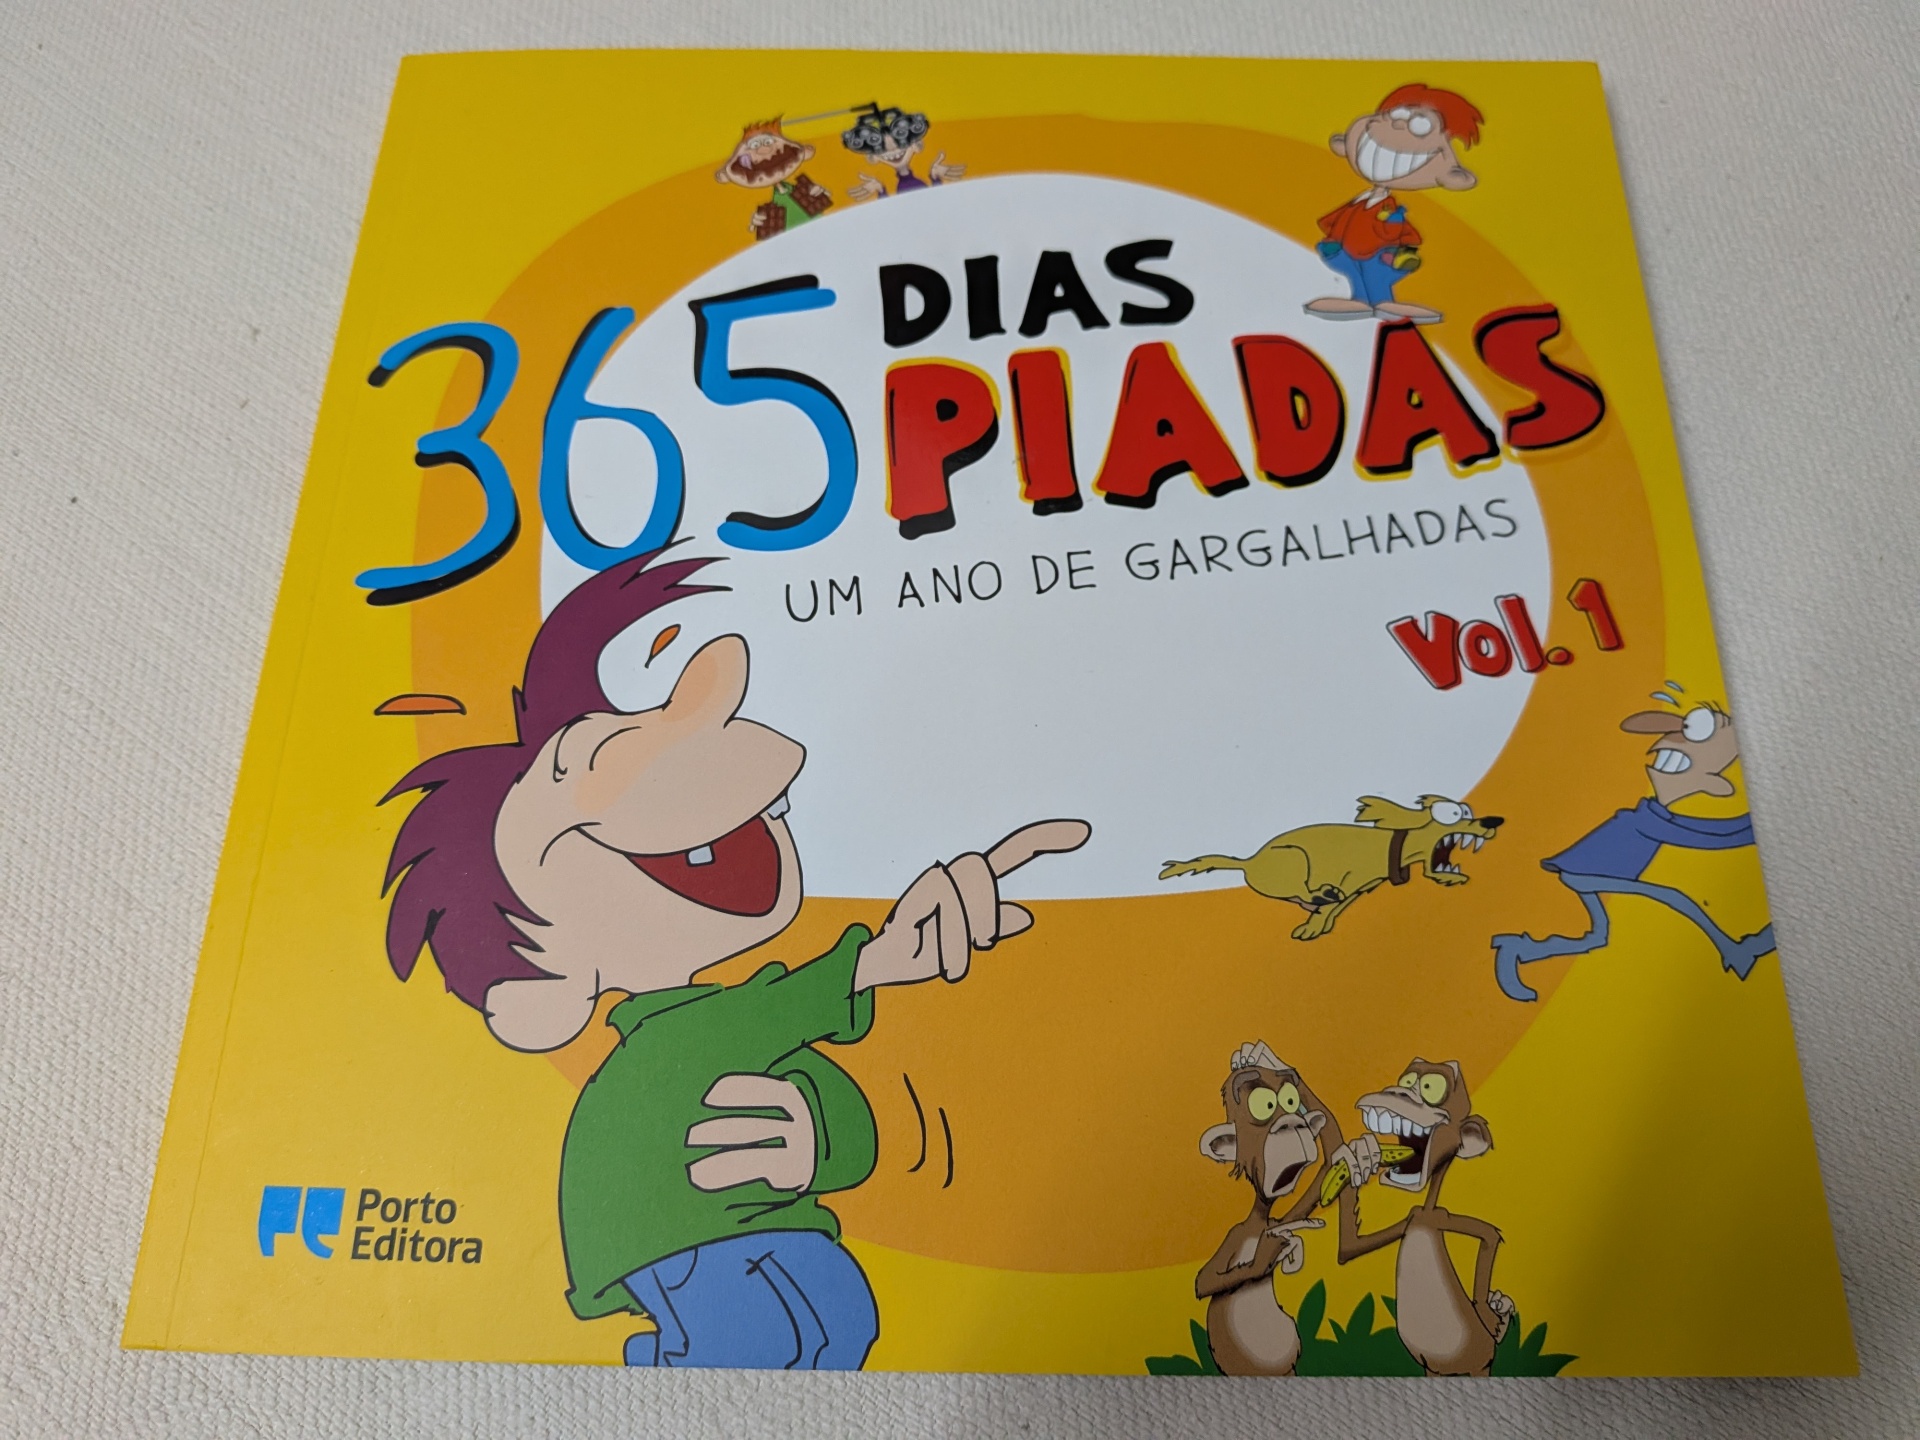 365 DIAS
PIADAS
UM ANO DE GARGALHADAS
Vol. 1
Porto
Editora